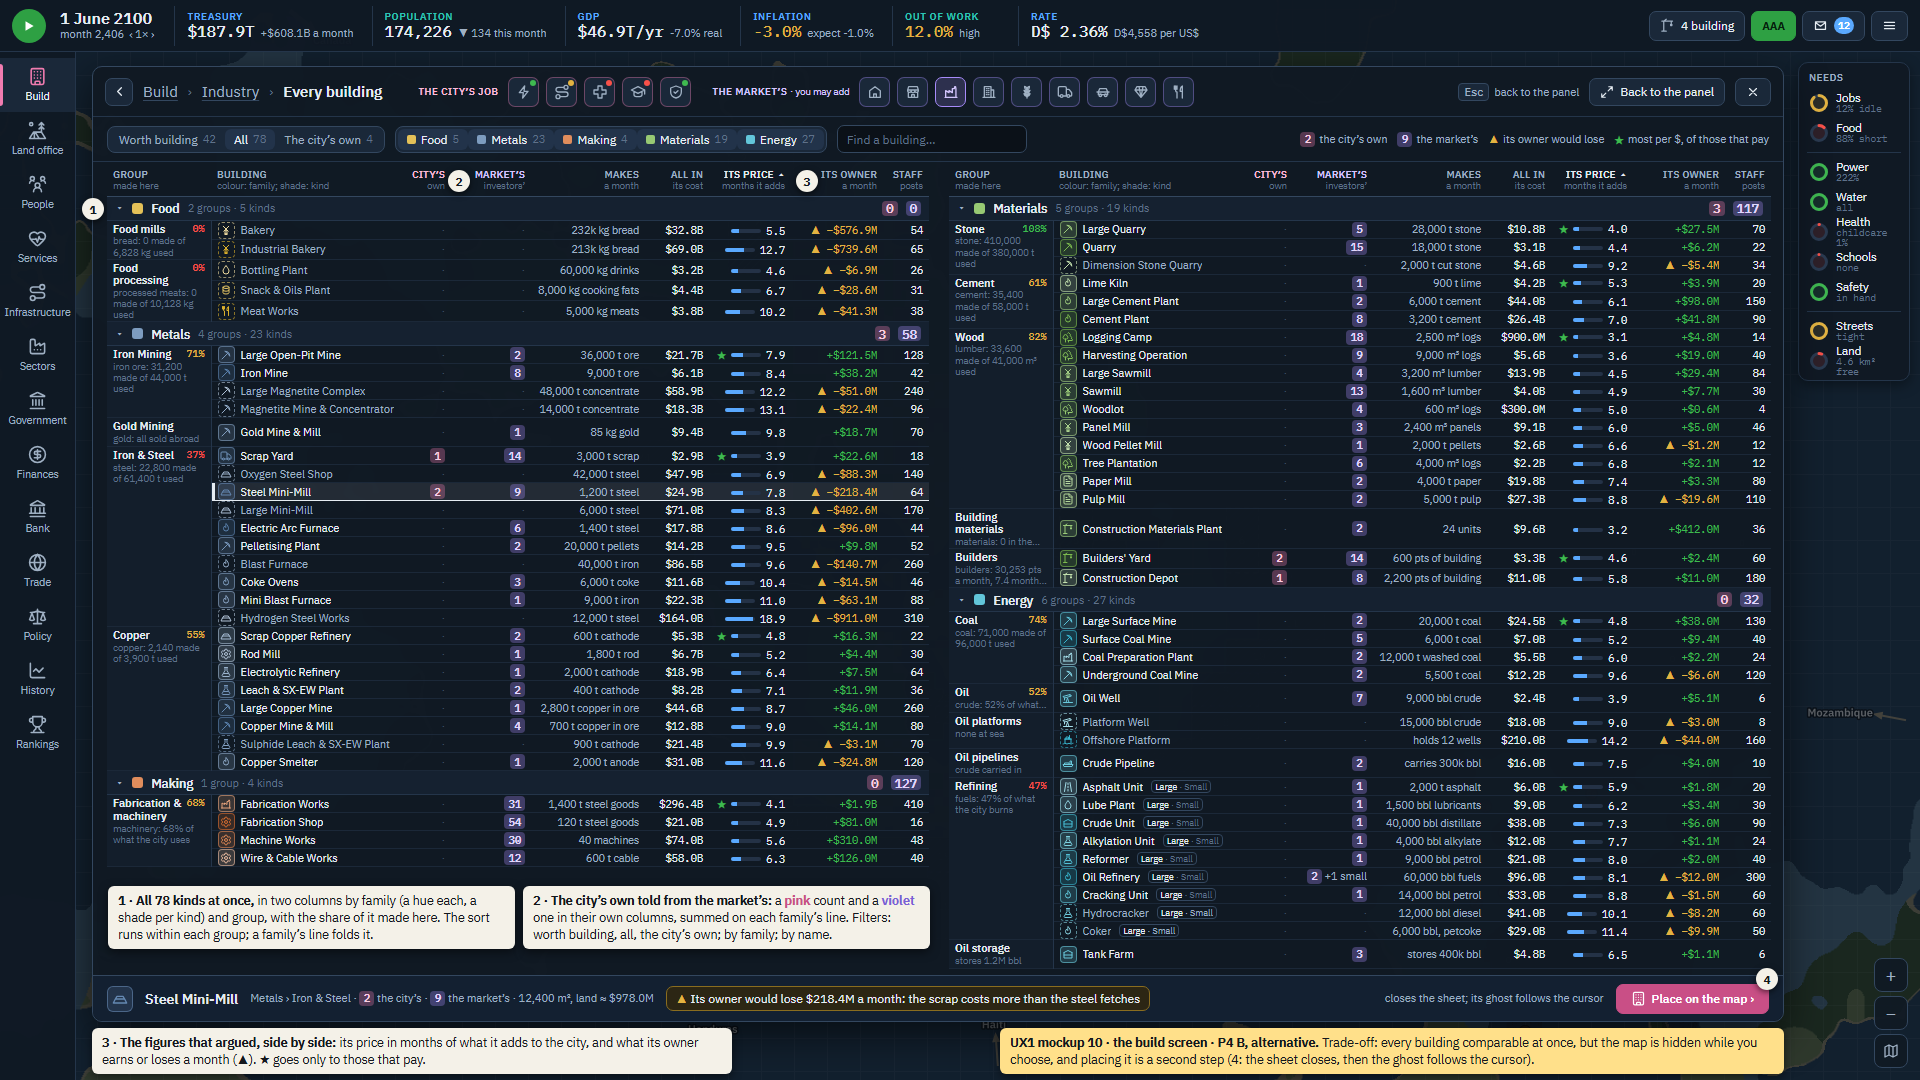 1 June 2100
month 2,406 ‹ 1× ›
TREASURY
$187.9T +$608.1B a month
POPULATION
174,226 ▼ 134 this month
GDP
$46.9T/yr -7.0% real
INFLATION
-3.0% expect -1.0%
OUT OF WORK
12.0% high
RATE
D$ 2.36% D$4,558 per US$
4 building
AAA
12
Build
Land office
People
Services
Infrastructure
Sectors
Government
Finances
Bank
Trade
Policy
History
Rankings
Build › Industry › Every building
THE CITY'S JOB
THE MARKET'S · you may add
Esc back to the panel
Back to the panel
Worth building 42 All 78 The city's own 4
Food 5 Metals 23 Making 4 Materials 19 Energy 27
Find a building...
2 the city's own 9 the market's ▲ its owner would lose ★ most per $, of those that pay
GROUP BUILDING CITY'S 2 MARKET'S MAKES ALL IN ITS PRICE 3 ITS OWNER STAFF
made here colour: family; shade: kind own investors' a month its cost months it adds a month posts
1 Food 2 groups · 5 kinds 0 0
Food mills 0%
bread: 0 made of
6,828 kg used
Bakery · · 232k kg bread $32.8B 5.5 ▲ −$576.9M 54
Industrial Bakery · · 213k kg bread $69.0B 12.7 ▲ −$739.6M 65
Food processing 0%
processed meats: 0
made of 10,128 kg
used
Bottling Plant · · 60,000 kg drinks $3.2B 4.6 ▲ −$6.9M 26
Snack & Oils Plant · · 8,000 kg cooking fats $4.4B 6.7 ▲ −$28.6M 31
Meat Works · · 5,000 kg meats $3.8B 10.2 ▲ −$41.3M 38
Metals 4 groups · 23 kinds 3 58
Iron Mining 71%
iron ore: 31,200
made of 44,000 t
used
Large Open-Pit Mine · 2 36,000 t ore $21.7B ★ 7.9 +$121.5M 128
Iron Mine · 8 9,000 t ore $6.1B 8.4 +$38.2M 42
Large Magnetite Complex · · 48,000 t concentrate $58.9B 12.2 ▲ −$51.0M 240
Magnetite Mine & Concentrator · · 14,000 t concentrate $18.3B 13.1 ▲ −$22.4M 96
Gold Mining
gold: all sold abroad
Gold Mine & Mill · 1 85 kg gold $9.4B 9.8 +$18.7M 70
Iron & Steel 37%
steel: 22,800 made
of 61,400 t used
Scrap Yard 1 14 3,000 t scrap $2.9B ★ 3.9 +$22.6M 18
Oxygen Steel Shop · · 42,000 t steel $47.9B 6.9 ▲ −$88.3M 140
Steel Mini-Mill 2 9 1,200 t steel $24.9B 7.8 ▲ −$218.4M 64
Large Mini-Mill · · 6,000 t steel $71.0B 8.3 ▲ −$402.6M 170
Electric Arc Furnace · 6 1,400 t steel $17.8B 8.6 ▲ −$96.0M 44
Pelletising Plant · 2 20,000 t pellets $14.2B 9.5 +$9.8M 52
Blast Furnace · · 40,000 t iron $86.5B 9.6 ▲ −$140.7M 260
Coke Ovens · 3 6,000 t coke $11.6B 10.4 ▲ −$14.5M 46
Mini Blast Furnace · 1 9,000 t iron $22.3B 11.0 ▲ −$63.1M 88
Hydrogen Steel Works · · 12,000 t steel $164.0B 18.9 ▲ −$911.0M 310
Copper 55%
copper: 2,140 made
of 3,900 t used
Scrap Copper Refinery · 2 600 t cathode $5.3B ★ 4.8 +$16.3M 22
Rod Mill · 1 1,800 t rod $6.7B 5.2 +$4.4M 30
Electrolytic Refinery · 1 2,000 t cathode $18.9B 6.4 +$7.5M 64
Leach & SX-EW Plant · 2 400 t cathode $8.2B 7.1 +$11.9M 36
Large Copper Mine · 1 2,800 t copper in ore $44.6B 8.7 +$46.0M 260
Copper Mine & Mill · 4 700 t copper in ore $12.8B 9.0 +$14.1M 80
Sulphide Leach & SX-EW Plant · · 900 t cathode $21.4B 9.9 ▲ −$3.1M 70
Copper Smelter · 1 2,000 t anode $31.0B 11.6 ▲ −$24.8M 120
Making 1 group · 4 kinds 0 127
Fabrication & machinery 68%
machinery: 68% of
what the city uses
Fabrication Works · 31 1,400 t steel goods $296.4B ★ 4.1 +$1.9B 410
Fabrication Shop · 54 120 t steel goods $21.0B 4.9 +$81.0M 16
Machine Works · 30 40 machines $74.0B 5.6 +$310.0M 48
Wire & Cable Works · 12 600 t cable $58.0B 6.3 +$126.0M 40
1 · All 78 kinds at once, in two columns by family (a hue each, a
shade per kind) and group, with the share of it made here. The sort
runs within each group; a family's line folds it.
2 · The city's own told from the market's: a pink count and a violet
one in their own columns, summed on each family's line. Filters:
worth building, all, the city's own; by family; by name.
GROUP BUILDING CITY'S MARKET'S MAKES ALL IN ITS PRICE ITS OWNER STAFF
made here colour: family; shade: kind own investors' a month its cost months it adds a month posts
Materials 5 groups · 19 kinds 3 117
Stone 108%
stone: 410,000
made of 380,000 t
used
Large Quarry · 5 28,000 t stone $10.8B ★ 4.0 +$27.5M 70
Quarry · 15 18,000 t stone $3.1B 4.4 +$6.2M 22
Dimension Stone Quarry · · 2,000 t cut stone $4.6B 9.2 ▲ −$5.4M 34
Cement 61%
cement: 35,400
made of 58,000 t
used
Lime Kiln · 1 900 t lime $4.2B ★ 5.3 +$3.9M 20
Large Cement Plant · 2 6,000 t cement $44.0B 6.1 +$98.0M 150
Cement Plant · 8 3,200 t cement $26.4B 7.0 +$41.8M 90
Wood 82%
lumber: 33,600
made of 41,000 m³
used
Logging Camp · 18 2,500 m³ logs $900.0M ★ 3.1 +$4.8M 14
Harvesting Operation · 9 9,000 m³ logs $5.6B 3.6 +$19.0M 40
Large Sawmill · 4 3,200 m³ lumber $13.9B 4.5 +$29.4M 84
Sawmill · 13 1,600 m³ lumber $4.0B 4.9 +$7.7M 30
Woodlot · 4 600 m³ logs $300.0M 5.0 +$0.6M 4
Panel Mill · 3 2,400 m³ panels $9.1B 6.0 +$5.0M 46
Wood Pellet Mill · 1 2,000 t pellets $2.6B 6.6 ▲ −$1.2M 12
Tree Plantation · 6 4,000 m³ logs $2.2B 6.8 +$2.1M 12
Paper Mill · 2 4,000 t paper $19.8B 7.4 +$3.3M 80
Pulp Mill · 2 5,000 t pulp $27.3B 8.8 ▲ −$19.6M 110
Building materials
materials: 0 in the...
Construction Materials Plant · 2 24 units $9.6B 3.2 +$412.0M 36
Builders
builders: 30,253 pts
a month, 7.4 month...
Builders' Yard 2 14 600 pts of building $3.3B ★ 4.6 +$2.4M 60
Construction Depot 1 8 2,200 pts of building $11.0B 5.8 +$11.0M 180
Energy 6 groups · 27 kinds 0 32
Coal 74%
coal: 71,000 made of
96,000 t used
Large Surface Mine · 2 20,000 t coal $24.5B ★ 4.8 +$38.0M 130
Surface Coal Mine · 5 6,000 t coal $7.0B 5.2 +$9.4M 40
Coal Preparation Plant · 2 12,000 t washed coal $5.5B 6.0 +$2.2M 24
Underground Coal Mine · 2 5,500 t coal $12.2B 9.6 ▲ −$6.6M 120
Oil 52%
crude: 52% of what...
Oil Well · 7 9,000 bbl crude $2.4B 3.9 +$5.1M 6
Oil platforms
none at sea
Platform Well · · 15,000 bbl crude $18.0B 9.0 ▲ −$3.0M 8
Offshore Platform · · holds 12 wells $210.0B 14.2 ▲ −$44.0M 160
Oil pipelines
crude carried in
Crude Pipeline · 2 carries 300k bbl $16.0B 7.5 +$4.0M 10
Refining 47%
fuels: 47% of what
the city burns
Asphalt Unit Large · Small · 1 2,000 t asphalt $6.0B ★ 5.9 +$1.8M 20
Lube Plant Large · Small · 1 1,500 bbl lubricants $9.0B 6.2 +$3.4M 30
Crude Unit Large · Small · 1 40,000 bbl distillate $38.0B 7.3 +$6.0M 90
Alkylation Unit Large · Small · 1 4,000 bbl alkylate $12.0B 7.7 +$1.1M 24
Reformer Large · Small · 1 9,000 bbl petrol $21.0B 8.0 +$2.0M 40
Oil Refinery Large · Small · 2 +1 small 60,000 bbl fuels $96.0B 8.1 ▲ −$12.0M 300
Cracking Unit Large · Small · 1 14,000 bbl petrol $33.0B 8.8 ▲ −$1.5M 60
Hydrocracker Large · Small · · 12,000 bbl diesel $41.0B 10.1 ▲ −$8.2M 60
Coker Large · Small · · 6,000 bbl, petcoke $29.0B 11.4 ▲ −$9.9M 50
Oil storage
stores 1.2M bbl
Tank Farm · 3 stores 400k bbl $4.8B 6.5 +$1.1M 6
Steel Mini-Mill Metals › Iron & Steel · 2 the city's · 9 the market's · 12,400 m², land ≈ $978.0M
▲ Its owner would lose $218.4M a month: the scrap costs more than the steel fetches
closes the sheet; its ghost follows the cursor
Place on the map ›
4
3 · The figures that argued, side by side: its price in months of what it adds to the city, and what its owner
earns or loses a month (▲). ★ goes only to those that pay.
UX1 mockup 10 · the build screen · P4 B, alternative. Trade-off: every building comparable at once, but the map is hidden while you
choose, and placing it is a second step (4: the sheet closes, then the ghost follows the cursor).
NEEDS
Jobs
12% idle
Food
88% short
Power
222%
Water
all
Health
childcare
1%
Schools
none
Safety
in hand
Streets
tight
Land
4.6 km²
free
Mozambique
Haiti